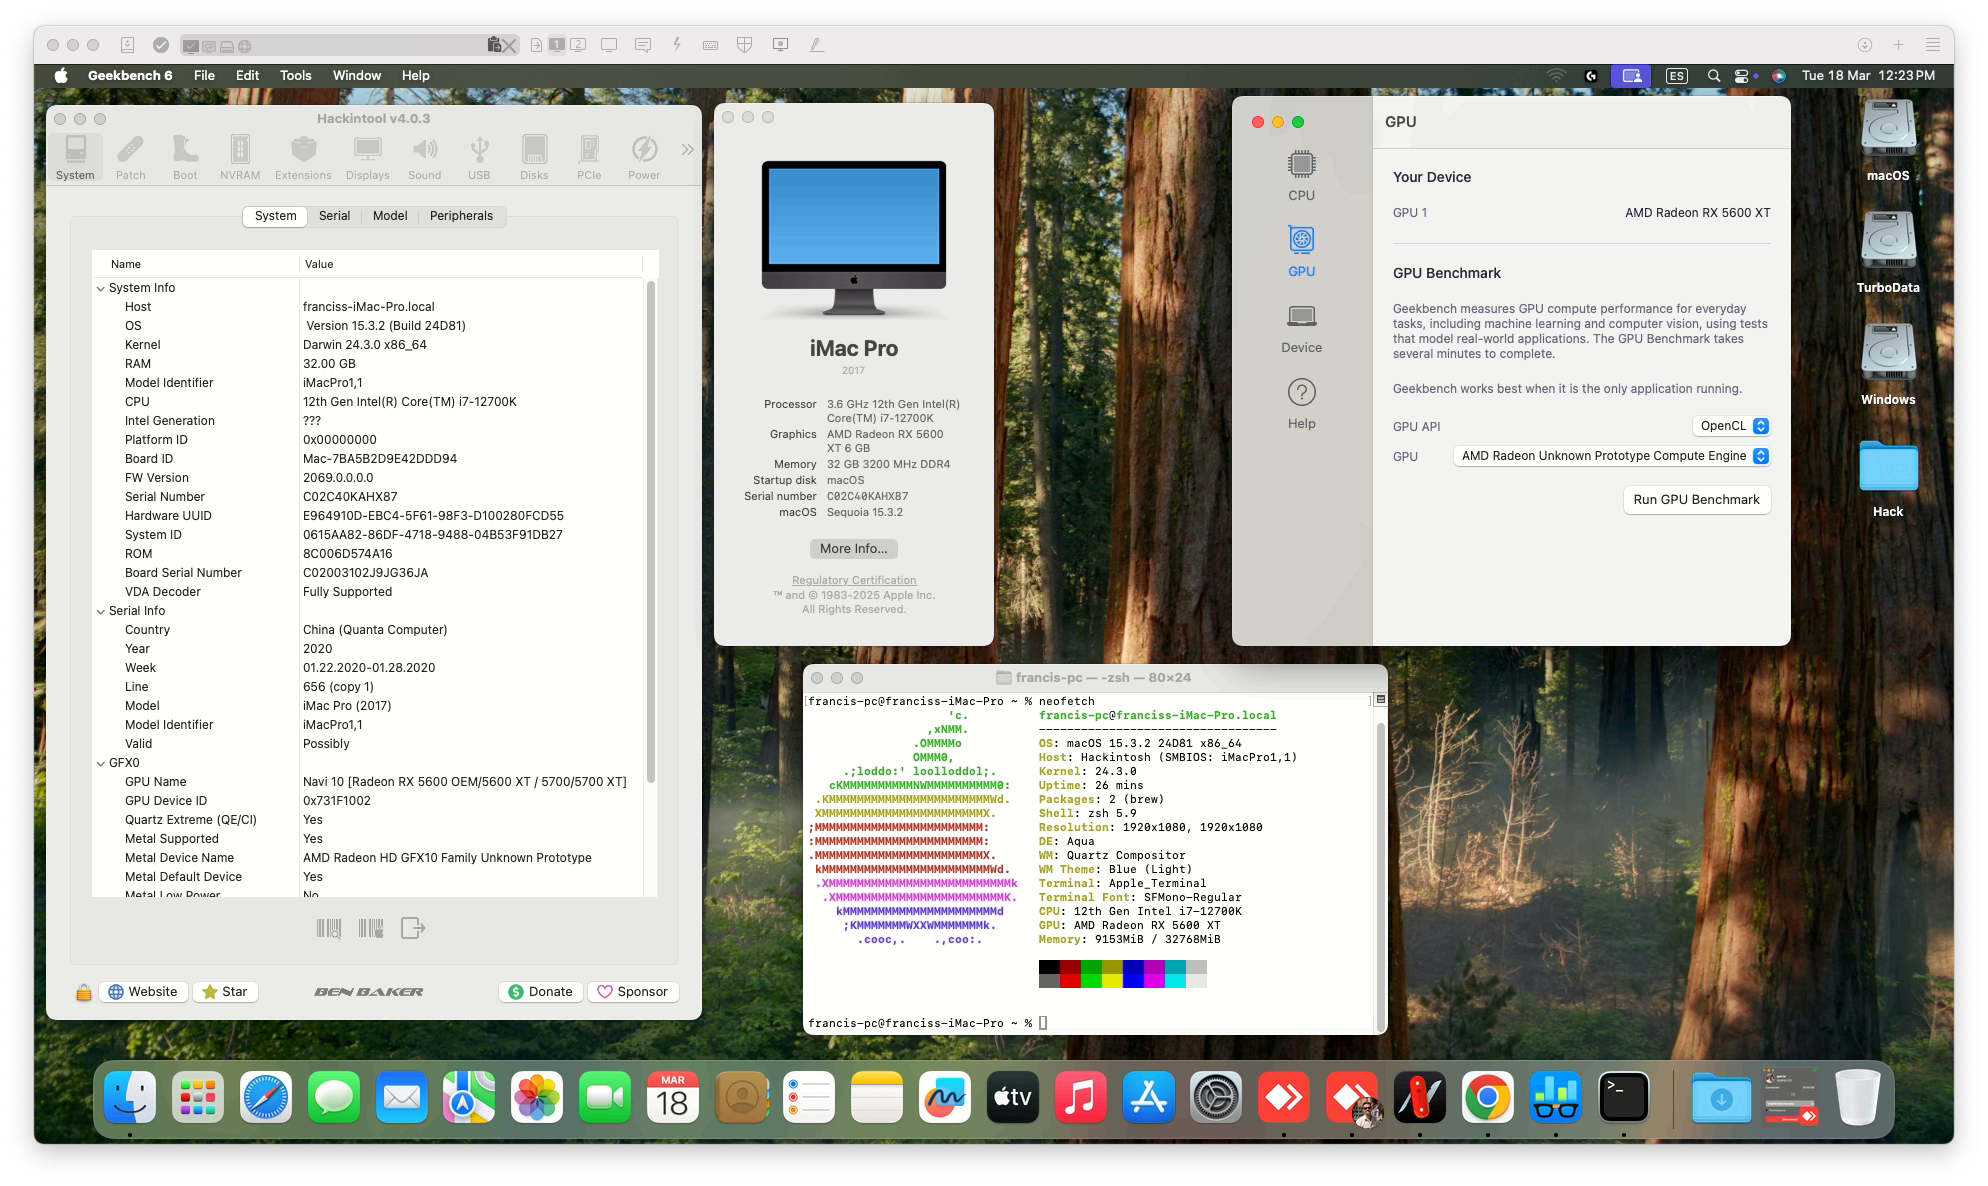 1 2
Geekbench 6 File Edit Tools Window Help
ES Tue 18 Mar 12:23 PM
Hackintool v4.0.3
System Patch Boot NVRAM Extensions Displays Sound USB Disks PCIe Power
System Serial Model Peripherals
Name Value
System Info
Host franciss-iMac-Pro.local
OS Version 15.3.2 (Build 24D81)
Kernel Darwin 24.3.0 x86_64
RAM 32.00 GB
Model Identifier iMacPro1,1
CPU 12th Gen Intel(R) Core(TM) i7-12700K
Intel Generation ???
Platform ID 0x00000000
Board ID Mac-7BA5B2D9E42DDD94
FW Version 2069.0.0.0.0
Serial Number C02C40KAHX87
Hardware UUID E964910D-EBC4-5F61-98F3-D100280FCD55
System ID 0615AA82-86DF-4718-9488-04B53F91DB27
ROM 8C006D574A16
Board Serial Number C02003102J9JG36JA
VDA Decoder Fully Supported
Serial Info
Country China (Quanta Computer)
Year 2020
Week 01.22.2020-01.28.2020
Line 656 (copy 1)
Model iMac Pro (2017)
Model Identifier iMacPro1,1
Valid Possibly
GFX0
GPU Name Navi 10 [Radeon RX 5600 OEM/5600 XT / 5700/5700 XT]
GPU Device ID 0x731F1002
Quartz Extreme (QE/CI) Yes
Metal Supported Yes
Metal Device Name AMD Radeon HD GFX10 Family Unknown Prototype
Metal Default Device Yes
Metal Low Power No
Website Star BEN BAKER Donate Sponsor
iMac Pro
2017
Processor 3.6 GHz 12th Gen Intel(R)
Core(TM) i7-12700K
Graphics AMD Radeon RX 5600
XT 6 GB
Memory 32 GB 3200 MHz DDR4
Startup disk macOS
Serial number C02C40KAHX87
macOS Sequoia 15.3.2
More Info...
Regulatory Certification
™ and © 1983-2025 Apple Inc.
All Rights Reserved.
GPU
CPU
GPU
Device
Help
Your Device
GPU 1 AMD Radeon RX 5600 XT
GPU Benchmark
Geekbench measures GPU compute performance for everyday
tasks, including machine learning and computer vision, using tests
that model real-world applications. The GPU Benchmark takes
several minutes to complete.
Geekbench works best when it is the only application running.
GPU API OpenCL
GPU AMD Radeon Unknown Prototype Compute Engine
Run GPU Benchmark
macOS
TurboData
Windows
Hack
francis-pc — -zsh — 80×24
francis-pc@franciss-iMac-Pro ~ % neofetch
'c. francis-pc@franciss-iMac-Pro.local
,xNMM. --------------------------------
.OMMMMo OS: macOS 15.3.2 24D81 x86_64
OMMM0, Host: Hackintosh (SMBIOS: iMacPro1,1)
.;loddo:' loolloddol;. Kernel: 24.3.0
cKMMMMMMMMMMNWMMMMMMMMMM0: Uptime: 26 mins
.KMMMMMMMMMMMMMMMMMMMMMMMWd. Packages: 2 (brew)
XMMMMMMMMMMMMMMMMMMMMMMMX. Shell: zsh 5.9
;MMMMMMMMMMMMMMMMMMMMMMMM: Resolution: 1920x1080, 1920x1080
:MMMMMMMMMMMMMMMMMMMMMMMM: DE: Aqua
.MMMMMMMMMMMMMMMMMMMMMMMMX. WM: Quartz Compositor
kMMMMMMMMMMMMMMMMMMMMMMMMWd. WM Theme: Blue (Light)
.XMMMMMMMMMMMMMMMMMMMMMMMMMMk Terminal: Apple_Terminal
.XMMMMMMMMMMMMMMMMMMMMMMMMK. Terminal Font: SFMono-Regular
kMMMMMMMMMMMMMMMMMMMMMMd CPU: 12th Gen Intel i7-12700K
;KMMMMMMMWXXWMMMMMMMk. GPU: AMD Radeon RX 5600 XT
.cooc,. .,coo:. Memory: 9153MiB / 32768MiB
francis-pc@franciss-iMac-Pro ~ %
MAR
18
tv
>_